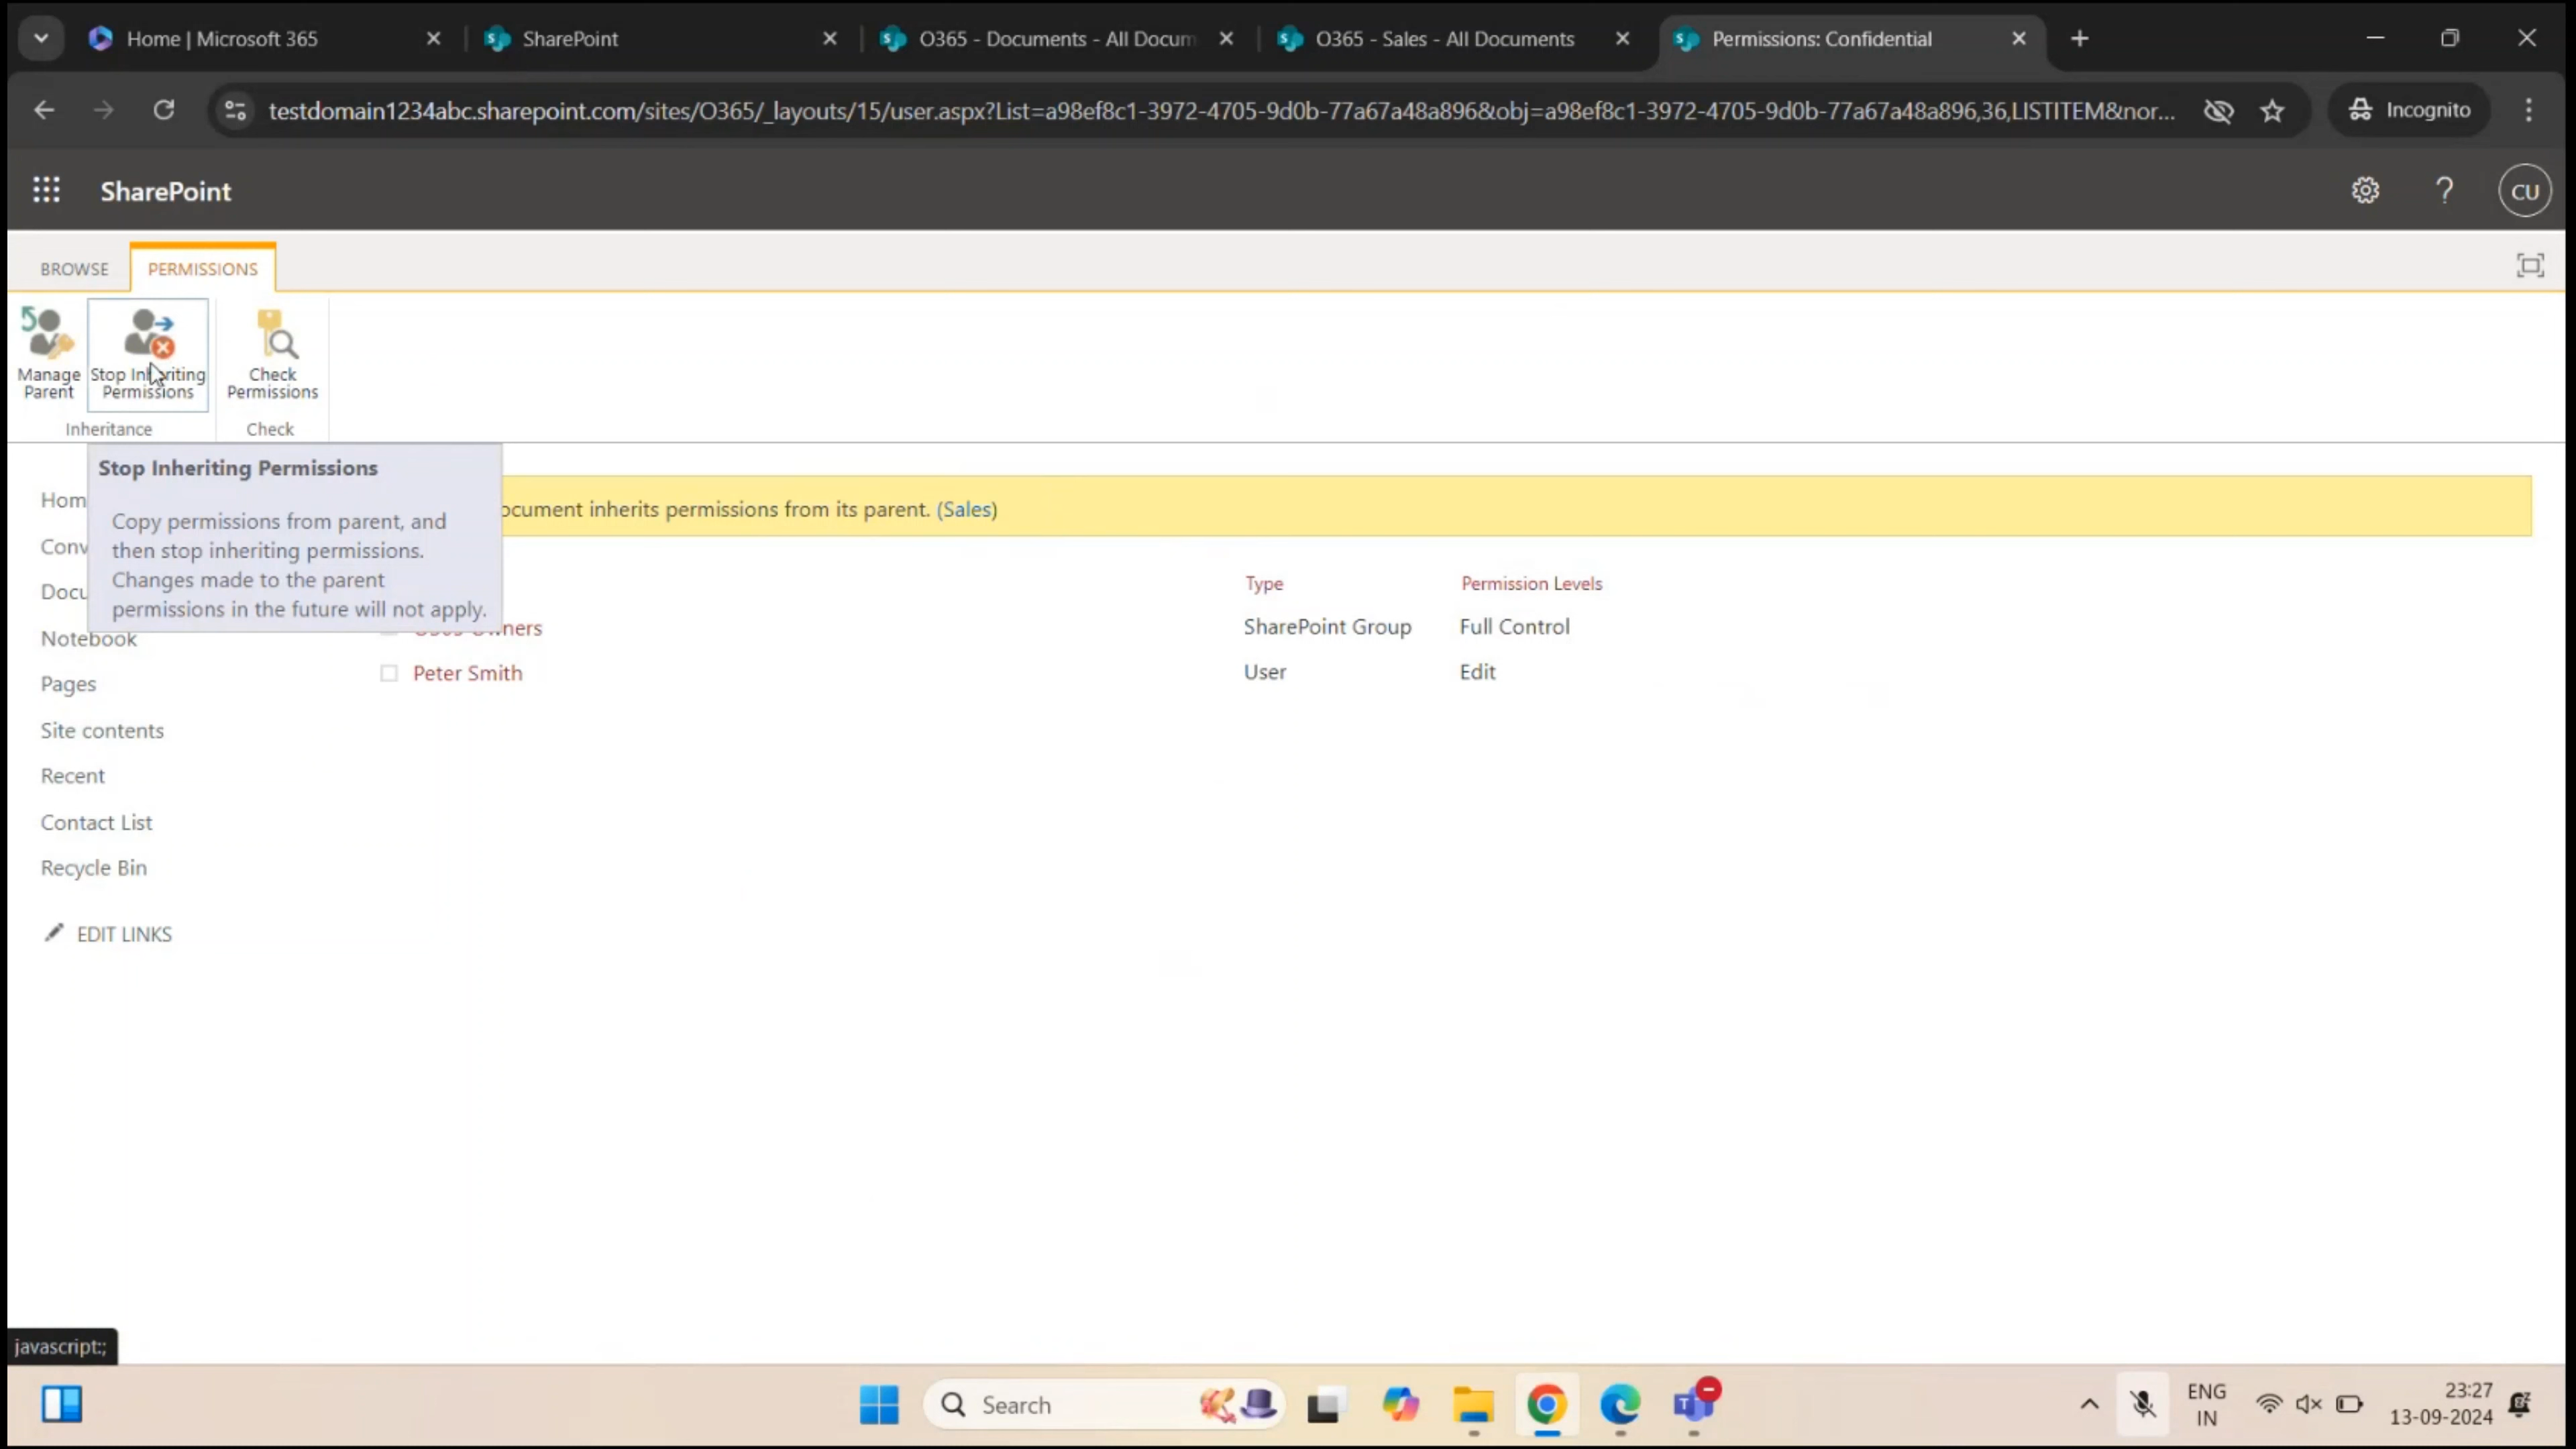 Home | Microsoft 365
SharePoint
O365 - Documents - All Docum
O365 - Sales - All Documents
Permissions: Confidential
testdomain1234abc.sharepoint.com/sites/O365/_layouts/15/user.aspx?List=a98ef8c1-3972-4705-9d0b-77a67a48a896&obj=a98ef8c1-3972-4705-9d0b-77a67a48a896,36,LISTITEM&nor...
Incognito
SharePoint
CU
BROWSE
PERMISSIONS
Manage
Parent
Stop Inheriting
Permissions
Check
Permissions
Inheritance
Check
Stop Inheriting Permissions
Copy permissions from parent, and
then stop inheriting permissions.
Changes made to the parent
permissions in the future will not apply.
ocument inherits permissions from its parent. (Sales)
Type
Permission Levels
O365 Owners
SharePoint Group
Full Control
Peter Smith
User
Edit
Hom
Conv
Docu
Notebook
Pages
Site contents
Recent
Contact List
Recycle Bin
EDIT LINKS
javascript:;
Search
ENG
IN
23:27
13-09-2024